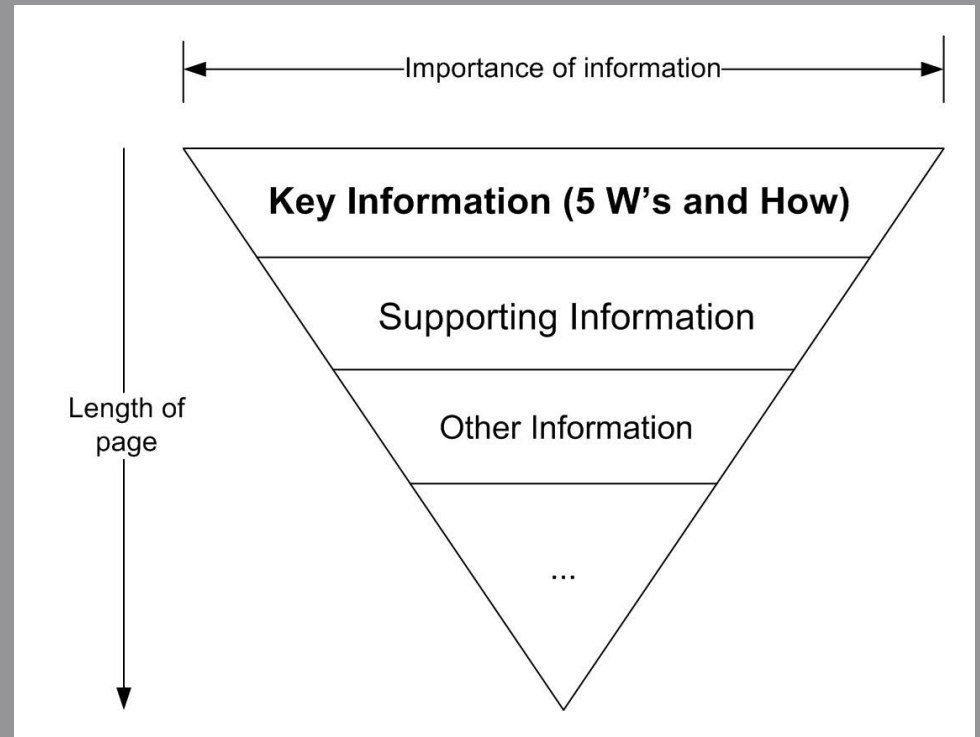 Importance of information
Key Information (5 W’s and How)
Supporting Information
Other Information
...
Length of
page